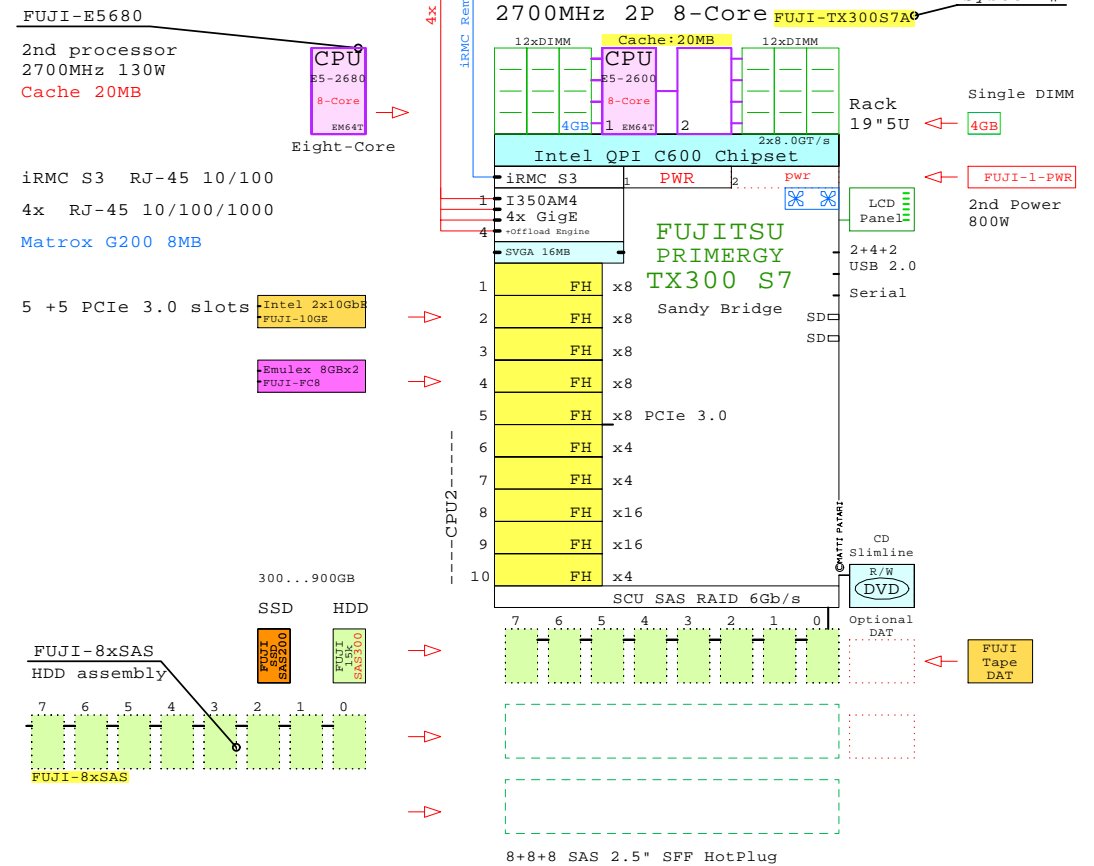 FUJI-E5680
2nd processor
2700MHz 130W
Cache 20MB
CPU
E5-2680
8-Core
EM64T
Eight-Core
iRMC S3 RJ-45 10/100
4x RJ-45 10/100/1000
Matrox G200 8MB
5 +5 PCIe 3.0 slots
Intel 2x10GbE
FUJI-10GE
Emulex 8GBx2
FUJI-FC8
300...900GB
SSD HDD
FUJI
SSD
SAS200
FUJI
15k
SAS300
FUJI-8xSAS
HDD assembly
7 6 5 4 3 2 1 0
FUJI-8xSAS
4x
iRMC Rem
2700MHz 2P 8-Core FUJI-TX300S7A
12xDIMM Cache:20MB 12xDIMM
CPU
E5-2600
8-Core
4GB 1 EM64T 2
2x8.0GT/s
Intel QPI C600 Chipset
iRMC S3 1 PWR 2 pwr
1 I350AM4
4x GigE
4 +Offload Engine
SVGA 16MB
FUJITSU
PRIMERGY
TX300 S7
Sandy Bridge
1 FH x8
2 FH x8
3 FH x8
4 FH x8
5 FH x8 PCIe 3.0
6 FH x4
7 FH x4
8 FH x16
9 FH x16
10 FH x4
CPU2
SCU SAS RAID 6Gb/s
7 6 5 4 3 2 1 0
8+8+8 SAS 2.5" SFF HotPlug
Rack
19"5U
Single DIMM
4GB
FUJI-1-PWR
2nd Power
800W
LCD
Panel
2+4+2
USB 2.0
Serial
SD
SD
©MATTI PATARI
CD
Slimline
R/W
DVD
Optional
DAT
FUJI
Tape
DAT